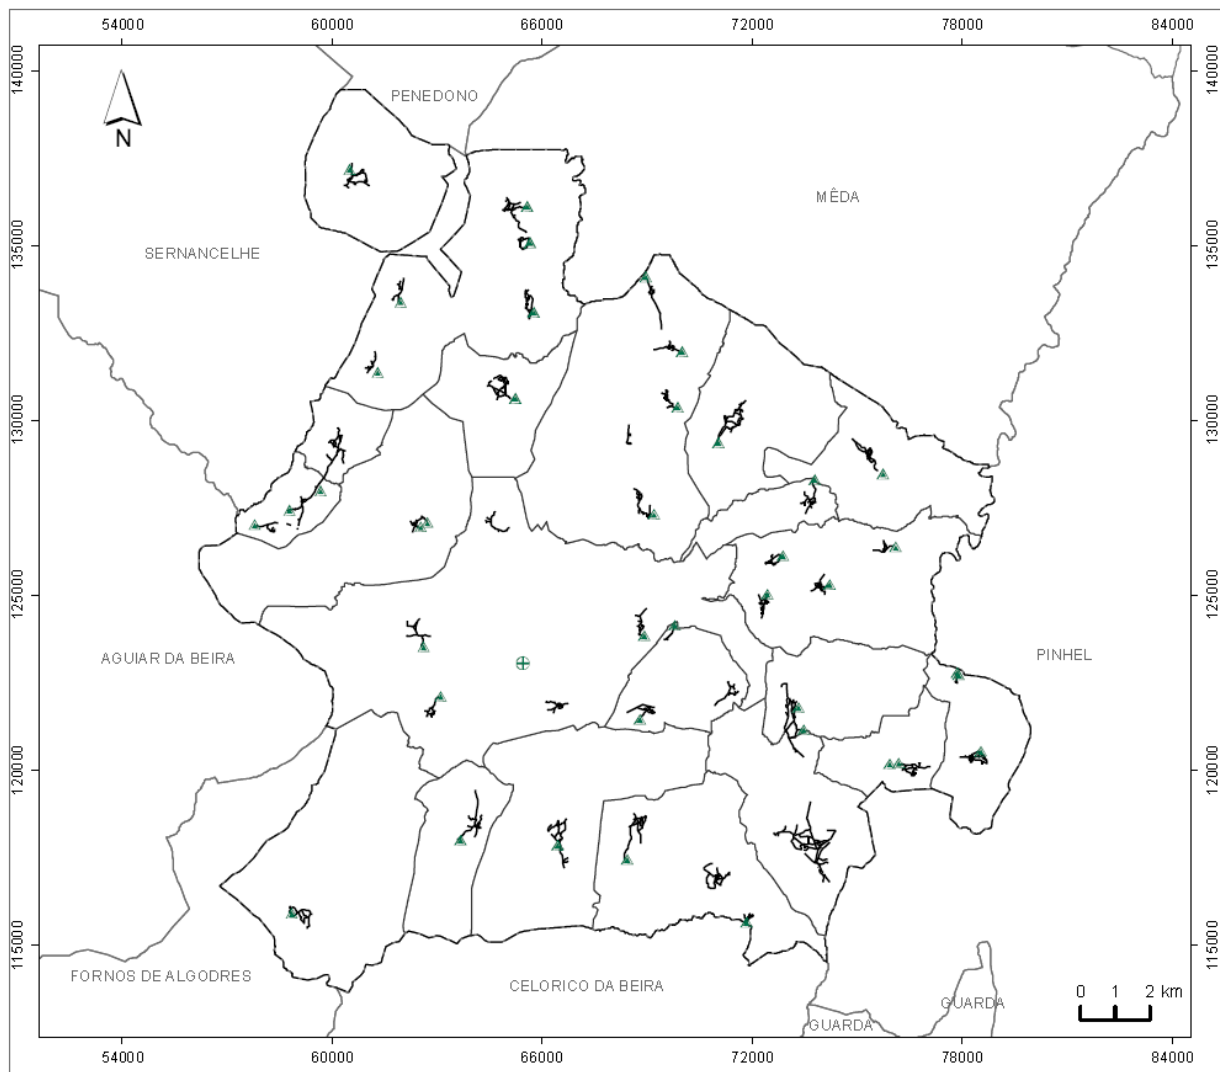 54000 60000 66000 72000 78000 84000
140000 140000
PENEDONO
N
MÊDA
SERNANCELHE
135000 135000
130000 130000
125000 125000
AGUIAR DA BEIRA
PINHEL
120000 120000
115000 115000
FORNOS DE ALGODRES
CELORICO DA BEIRA
0 1 2 km
GUARDA
GUARDA
54000 60000 66000 72000 78000 84000